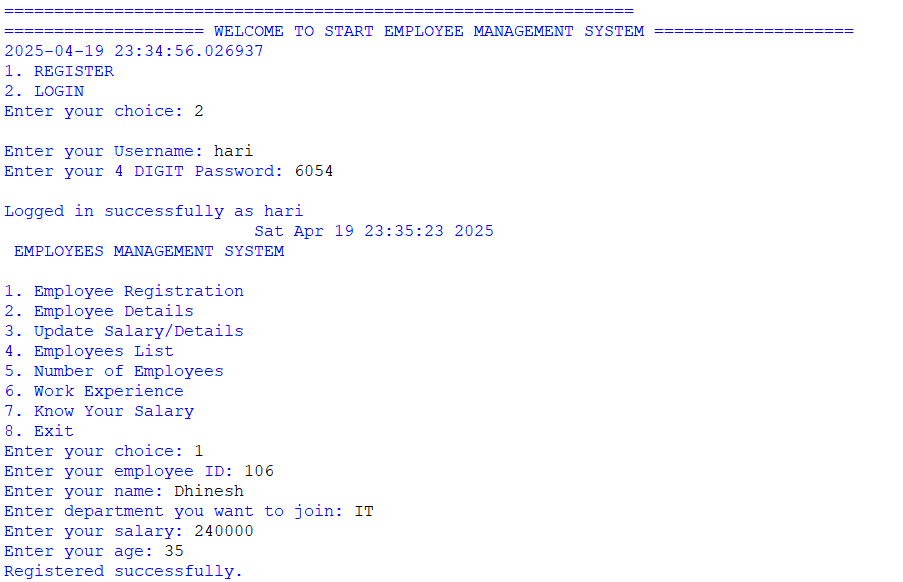 ===============================================================
==================== WELCOME TO START EMPLOYEE MANAGEMENT SYSTEM ====================
2025-04-19 23:34:56.026937
1. REGISTER
2. LOGIN
Enter your choice: 2

Enter your Username: hari
Enter your 4 DIGIT Password: 6054

Logged in successfully as hari
                         Sat Apr 19 23:35:23 2025
 EMPLOYEES MANAGEMENT SYSTEM

1. Employee Registration
2. Employee Details
3. Update Salary/Details
4. Employees List
5. Number of Employees
6. Work Experience
7. Know Your Salary
8. Exit
Enter your choice: 1
Enter your employee ID: 106
Enter your name: Dhinesh
Enter department you want to join: IT
Enter your salary: 240000
Enter your age: 35
Registered successfully.